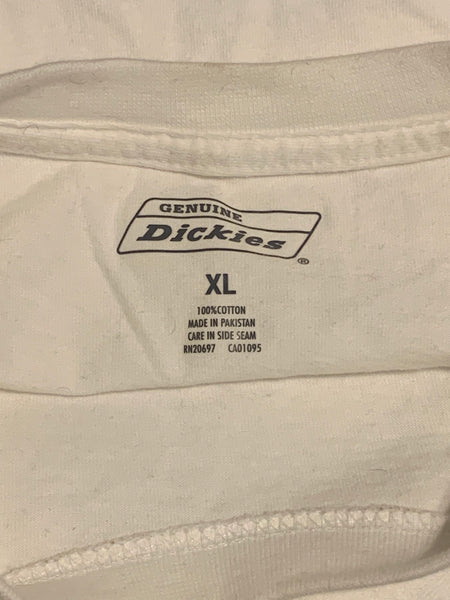 GENUINE
Dickies
®
XL
100%COTTON
MADE IN PAKISTAN
CARE IN SIDE SEAM
RN20697 CA01095